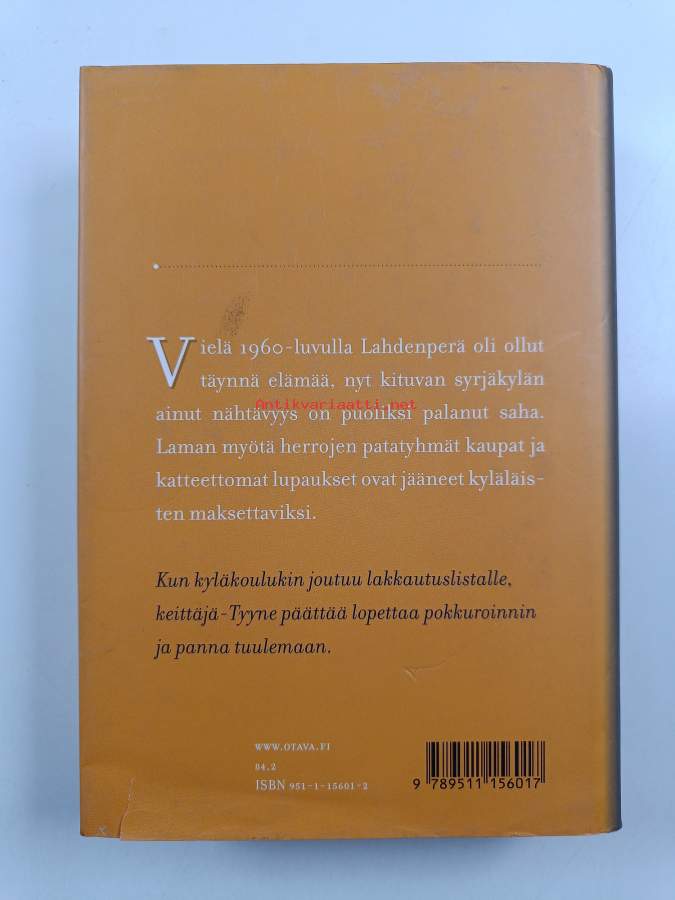 Vielä 1960-luvulla Lahdenperä oli ollut
täynnä elämää, nyt kituvan syrjäkylän
ainut nähtävyys on puoliksi palanut saha.
Antikvariaatti.net
Laman myötä herrojen patatyhmät kaupat ja
katteettomat lupaukset ovat jääneet kyläläis-
ten maksettaviksi.
Kun kyläkoulukin joutuu lakkautuslistalle,
keittäjä-Tyyne päättää lopettaa pokkuroinnin
ja panna tuulemaan.
WWW.OTAVA.FI
84.2
ISBN 951-1-15601-2
9 789511 156017